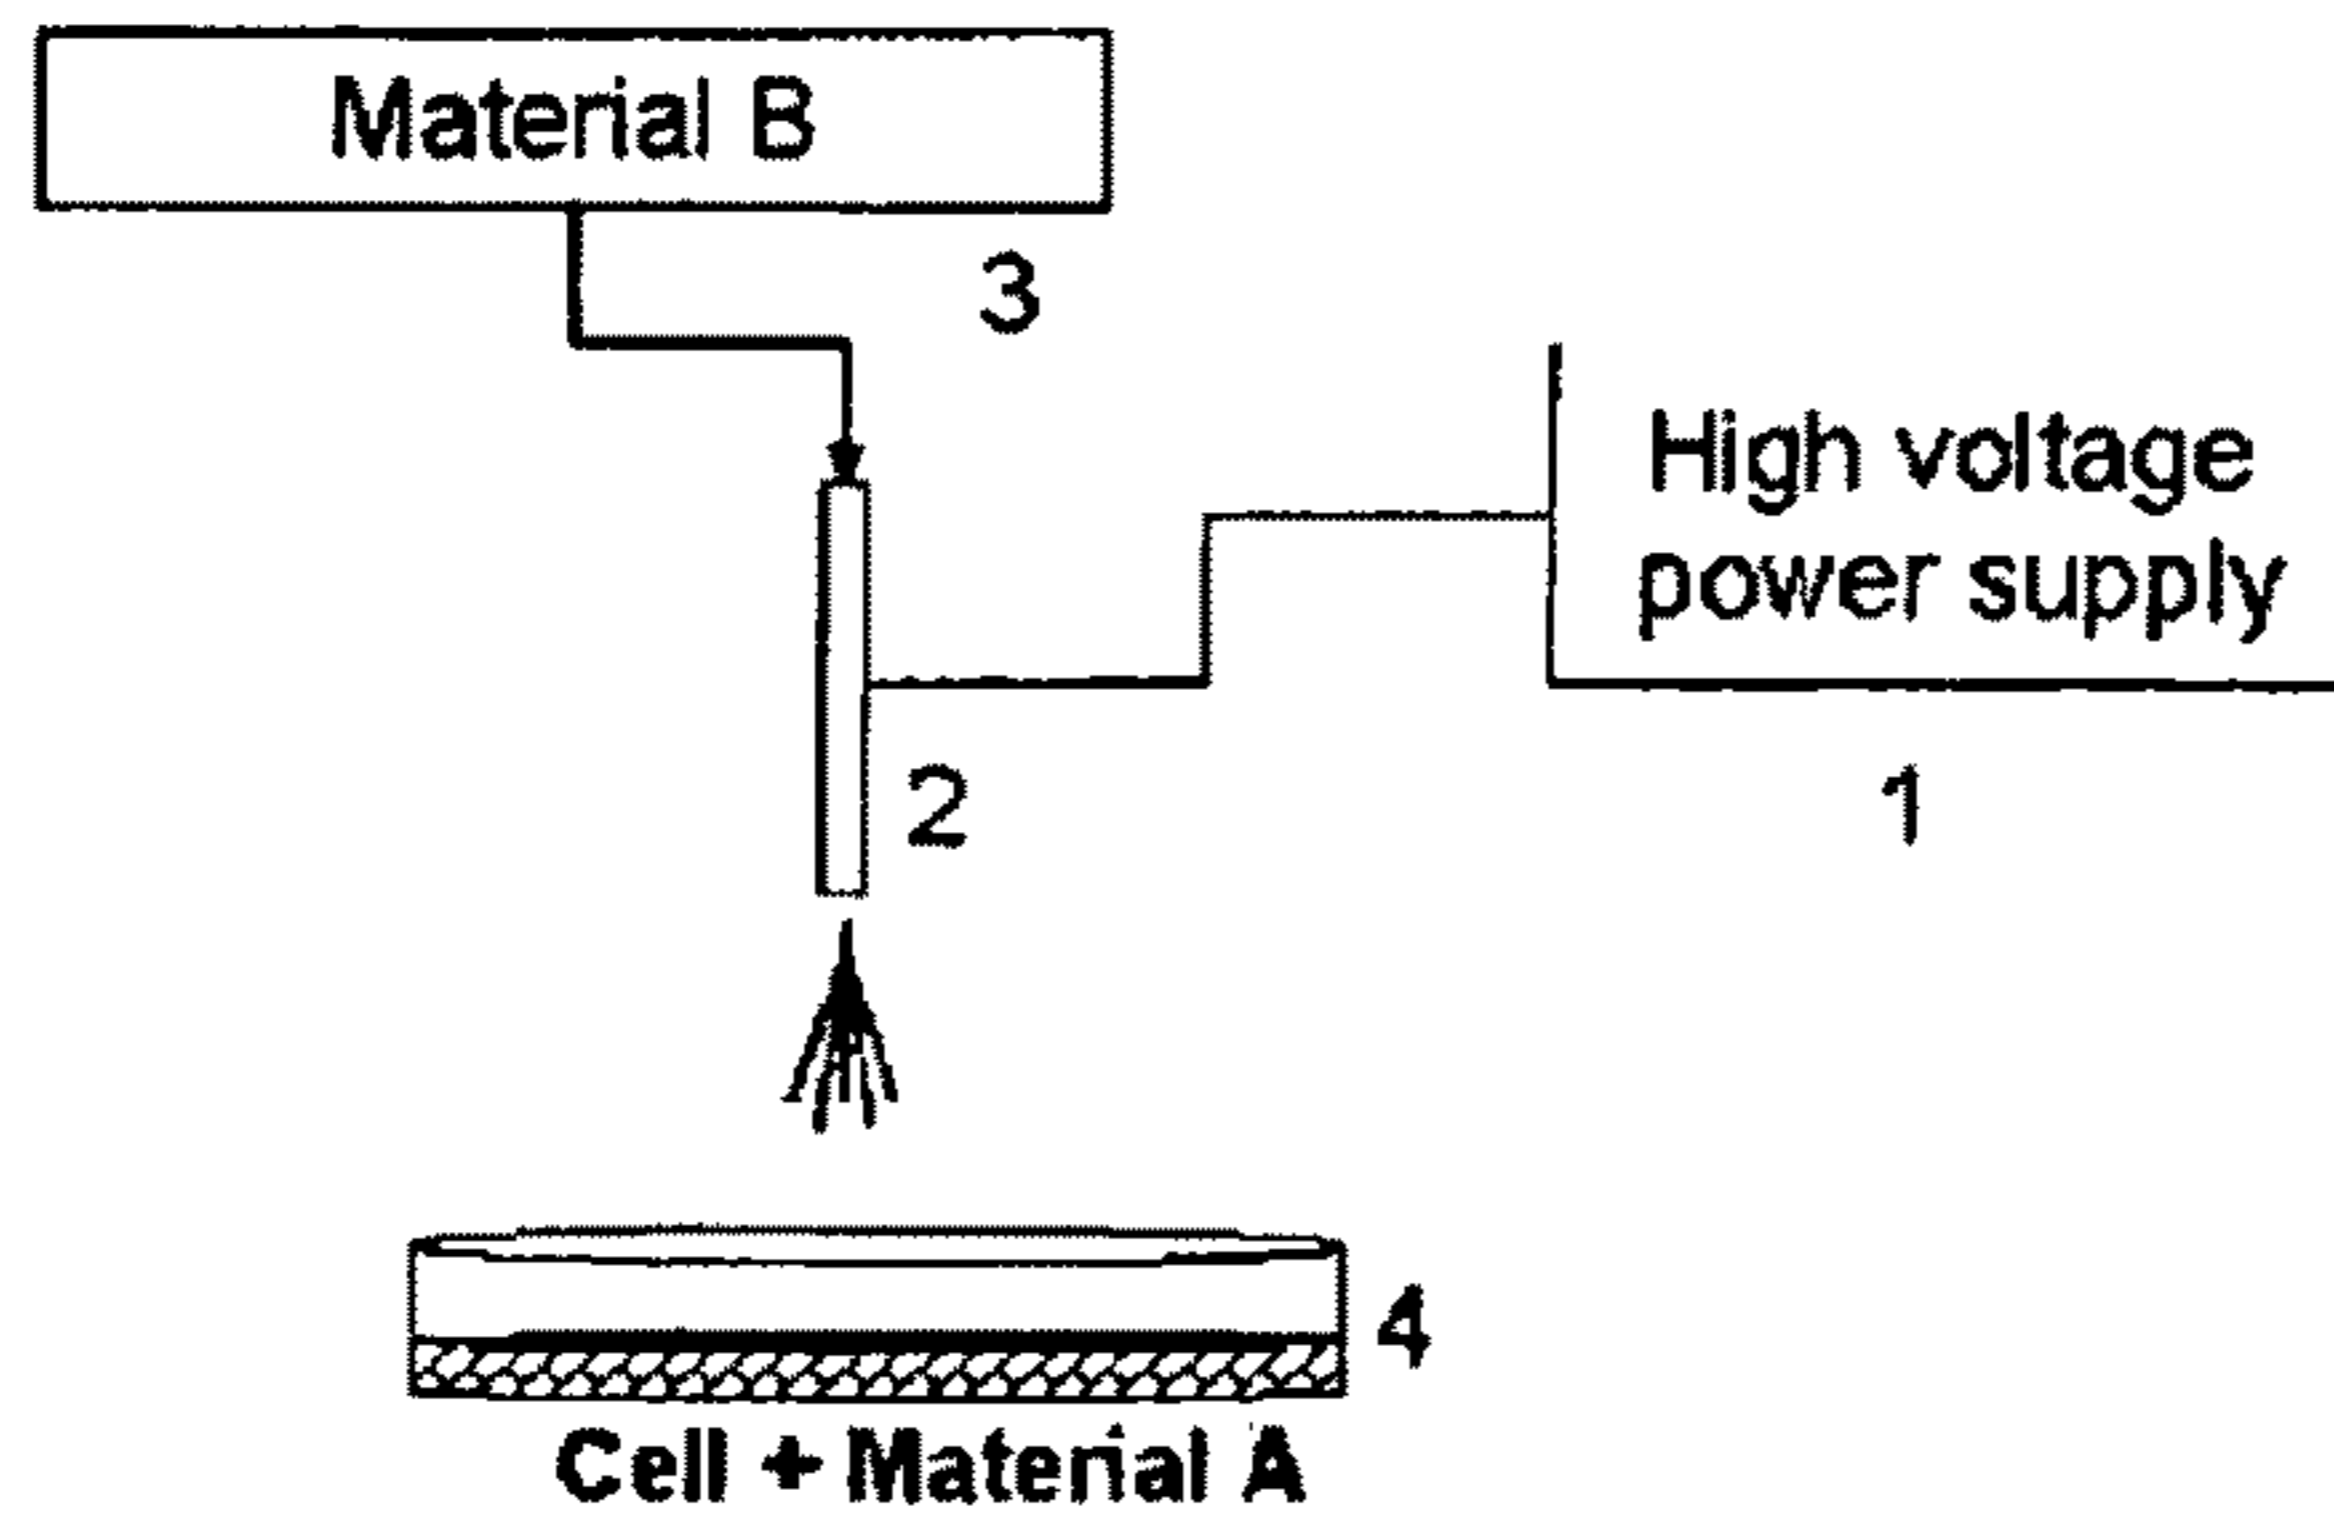 Material B
3
High voltage
power supply
2
1
4
Cell + Material A